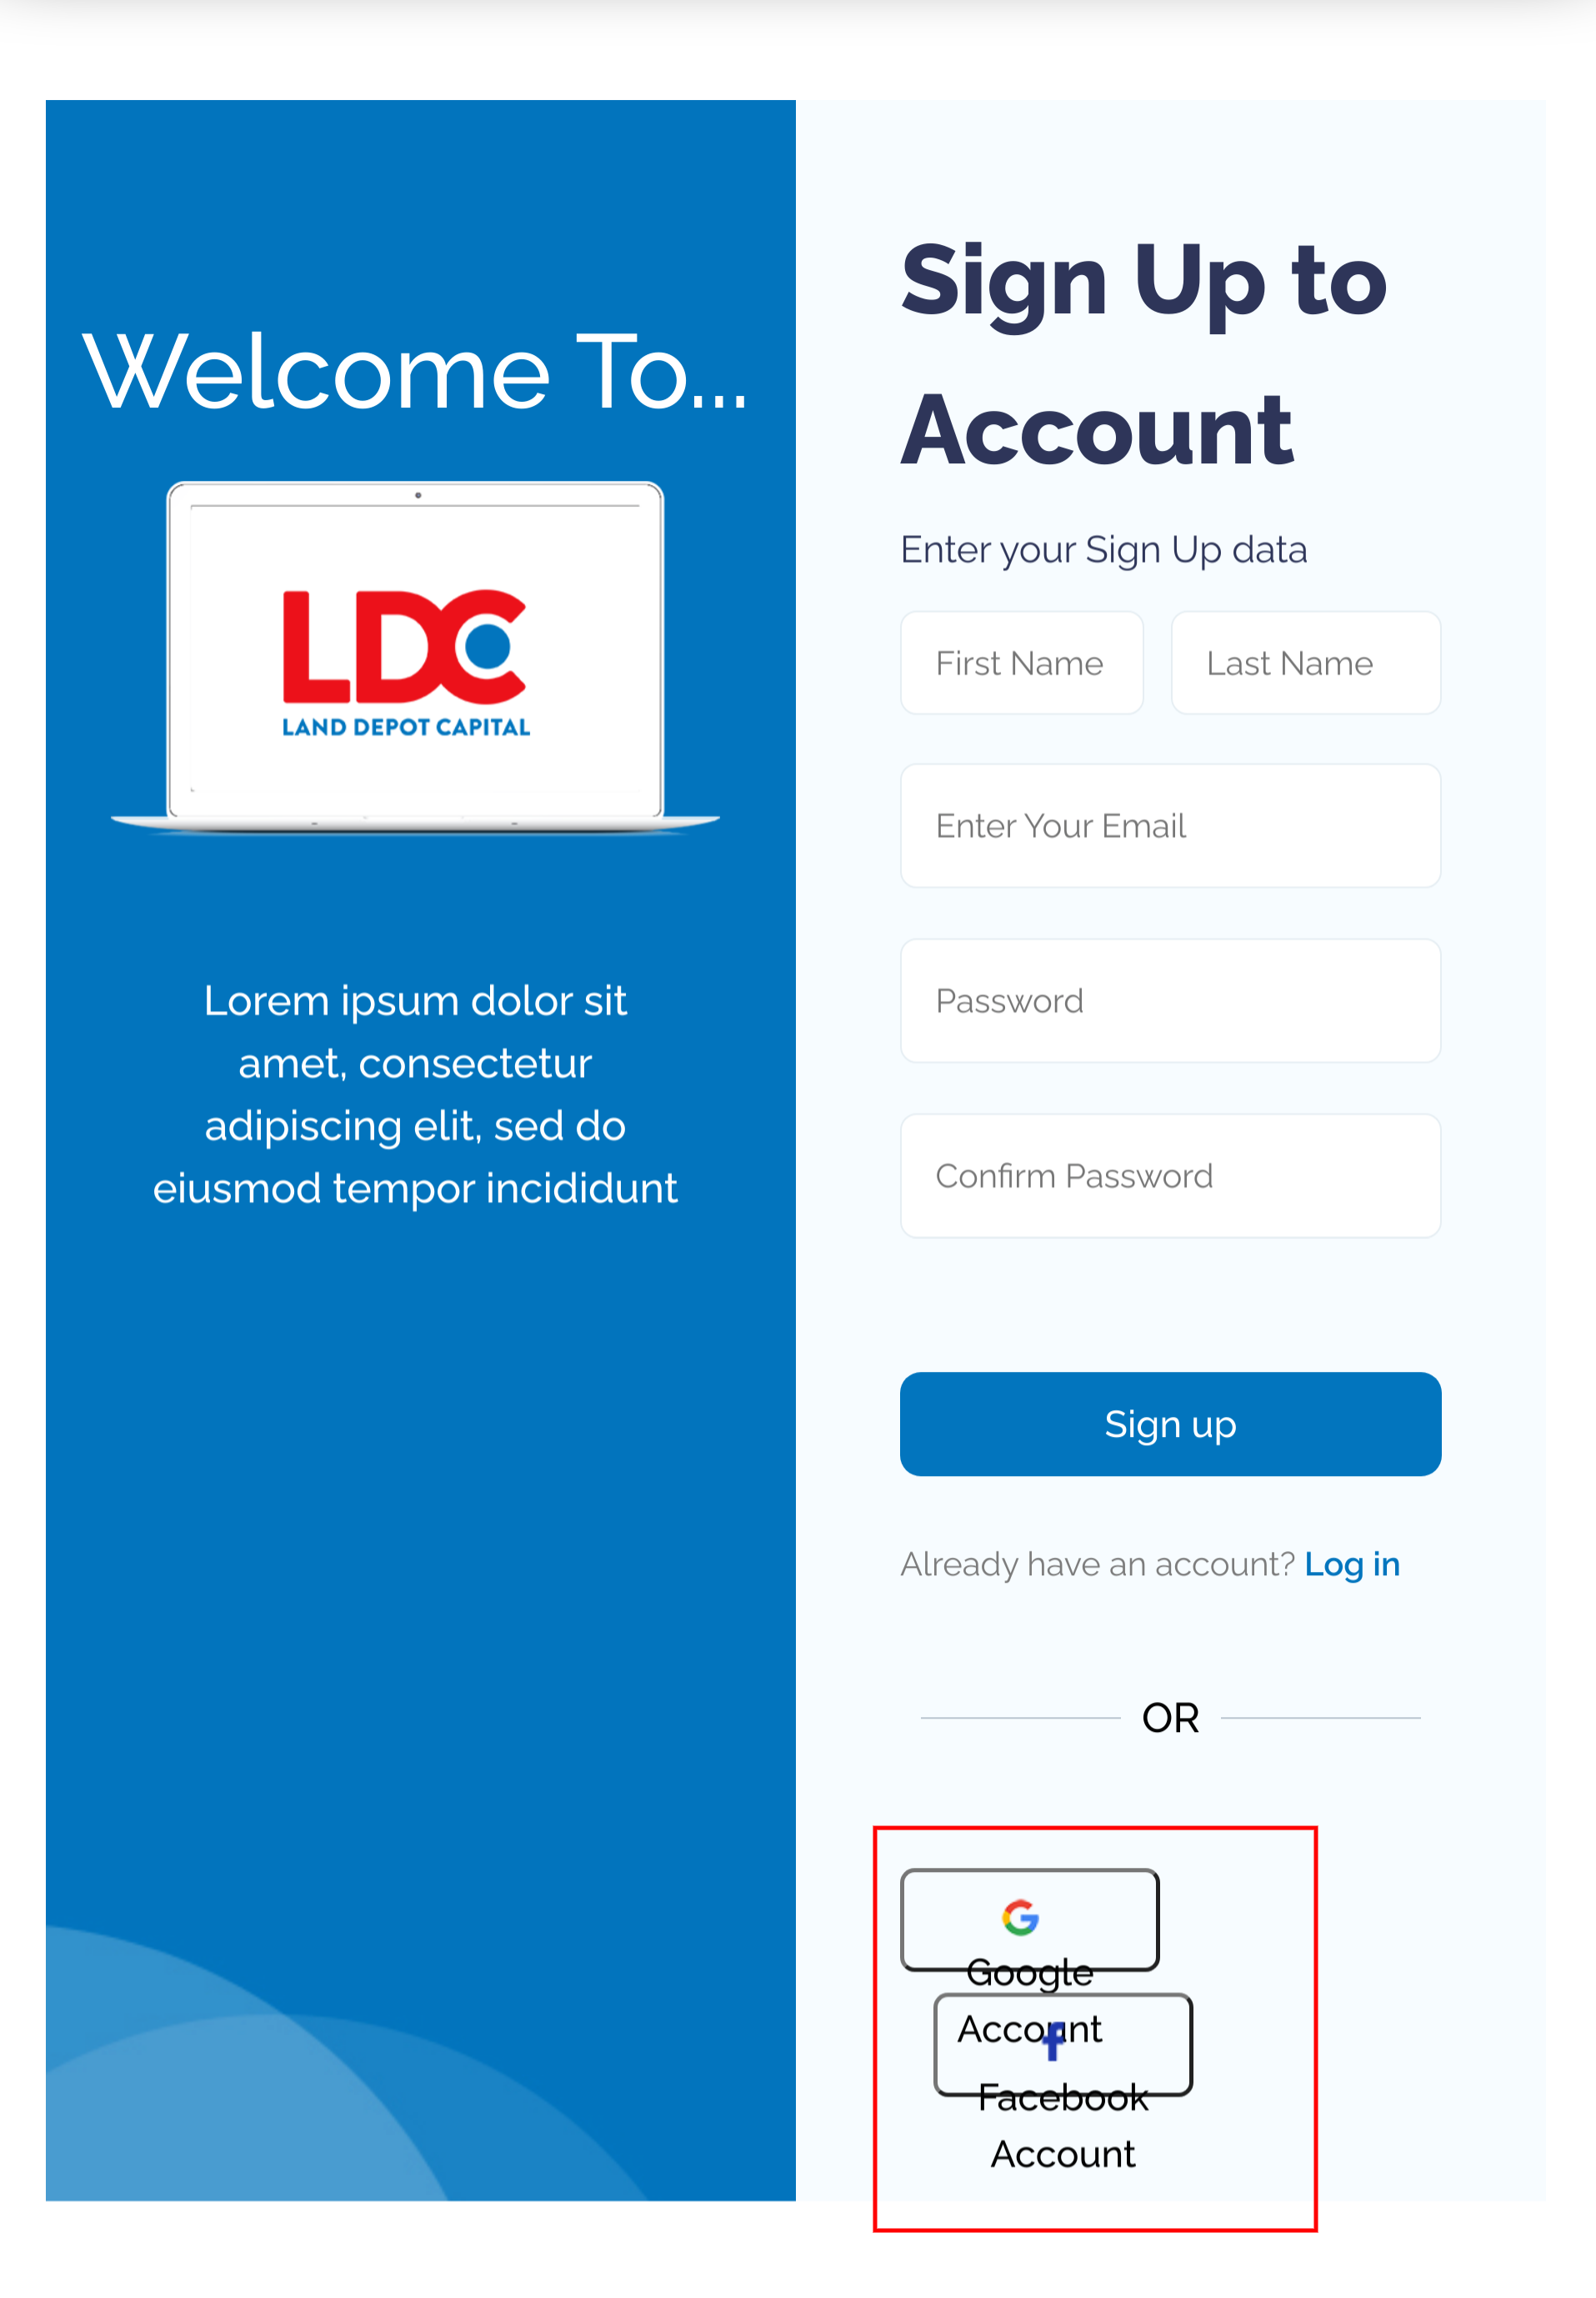 Welcome To...
LDC
LAND DEPOT CAPITAL
Lorem ipsum dolor sit
amet, consectetur
adipiscing elit, sed do
eiusmod tempor incididunt
Sign Up to
Account
Enter your Sign Up data
First Name
Last Name
Enter Your Email
Password
Confirm Password
Sign up
Already have an account? Log in
OR
Google
Account
Facebook
Account